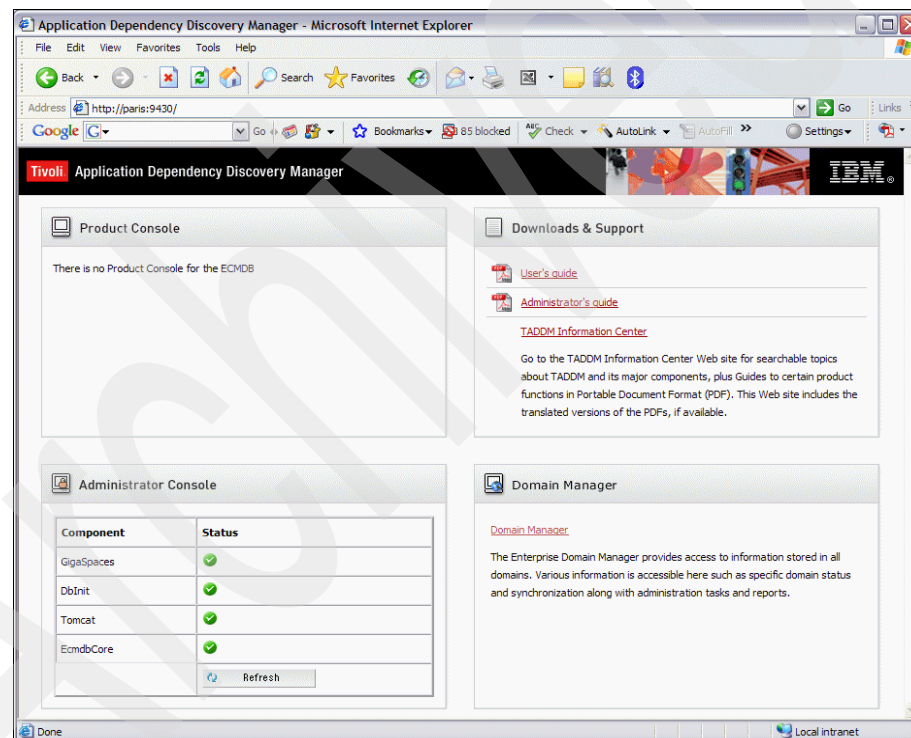 Application Dependency Discovery Manager - Microsoft Internet Explorer
File Edit View Favorites Tools Help
Back Search Favorites
Address http://paris:9430/ Go Links
Google G Go Bookmarks 85 blocked ABC Check AutoLink AutoFill Settings
Tivoli Application Dependency Discovery Manager IBM®
Product Console
There is no Product Console for the ECMDB
Downloads & Support
User's guide
Administrator's guide
TADDM Information Center
Go to the TADDM Information Center Web site for searchable topics
about TADDM and its major components, plus Guides to certain product
functions in Portable Document Format (PDF). This Web site includes the
translated versions of the PDFs, if available.
Administrator Console
Component Status
GigaSpaces
DbInit
Tomcat
EcmdbCore
Refresh
Domain Manager
Domain Manager
The Enterprise Domain Manager provides access to information stored in all
domains. Various information is accessible here such as specific domain status
and synchronization along with administration tasks and reports.
Done Local intranet